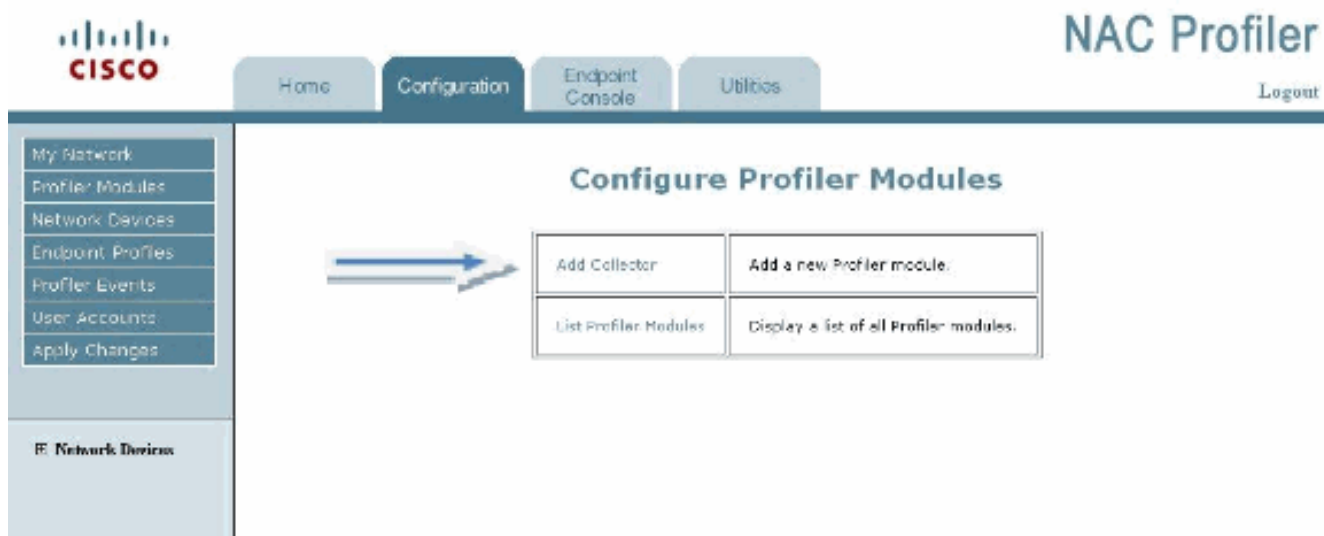 CISCO
NAC Profiler
Home
Configuration
Endpoint
Console
Utilities
Logout
My Network
Profiler Modules
Network Devices
Endpoint Profiles
Profiler Events
User Accounts
Apply Changes
Network Devices
Configure Profiler Modules
Add Collector
Add a new Profiler module.
List Profiler Modules
Display a list of all Profiler modules.